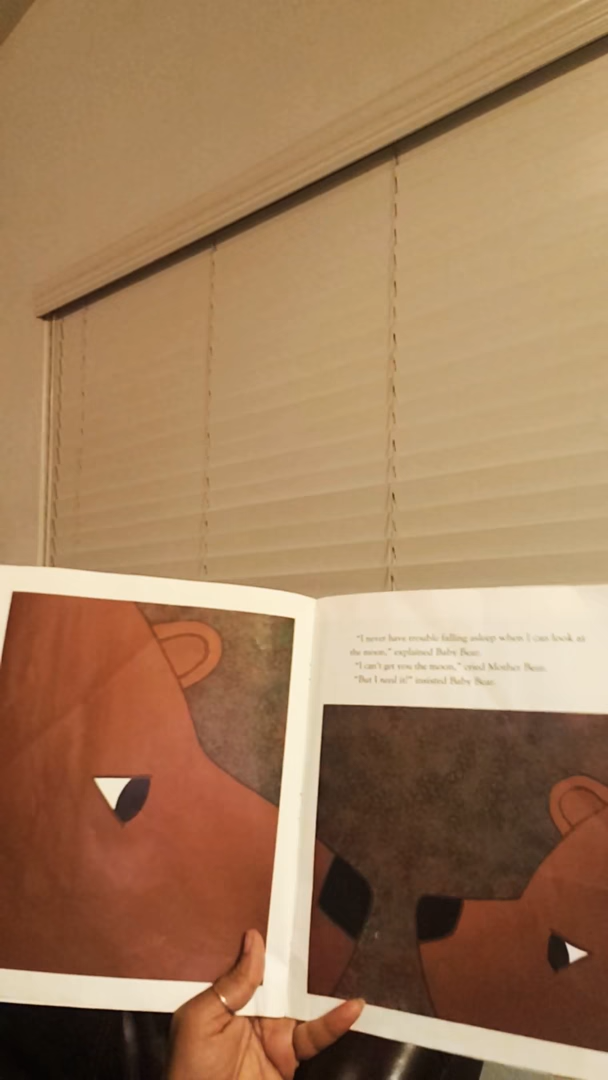 "I never have trouble falling asleep when I can look at
the moon," explained Baby Bear.
"I can't get you the moon," cried Mother Bear.
"But I need it!" insisted Baby Bear.